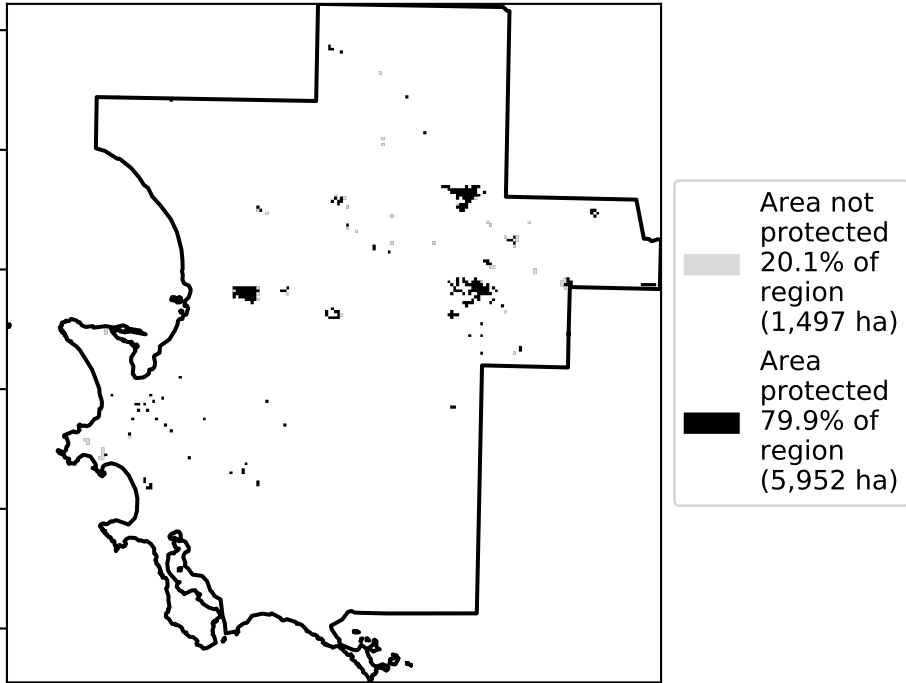 Area not
protected
20.1% of
region
(1,497 ha)
Area
protected
79.9% of
region
(5,952 ha)